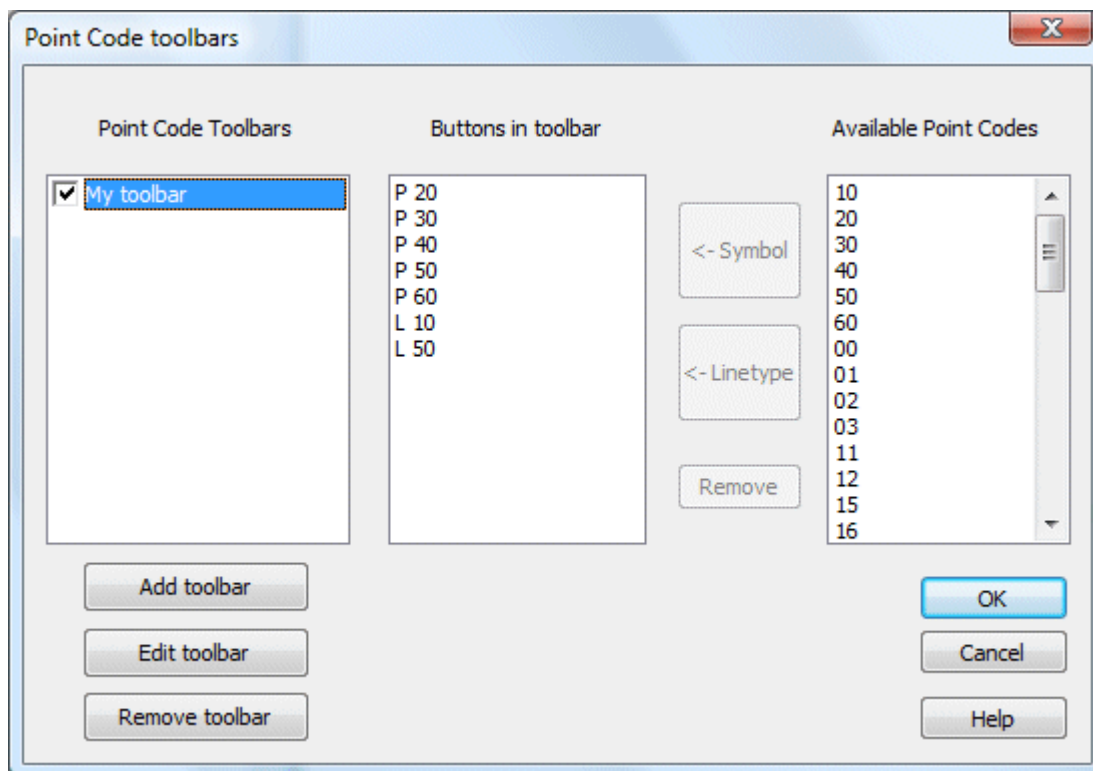 Point Code toolbars
Point Code Toolbars
Buttons in toolbar
Available Point Codes
My toolbar
P 20
P 30
P 40
P 50
P 60
L 10
L 50
<- Symbol
<- Linetype
Remove
10
20
30
40
50
60
00
01
02
03
11
12
15
16
Add toolbar
Edit toolbar
Remove toolbar
OK
Cancel
Help